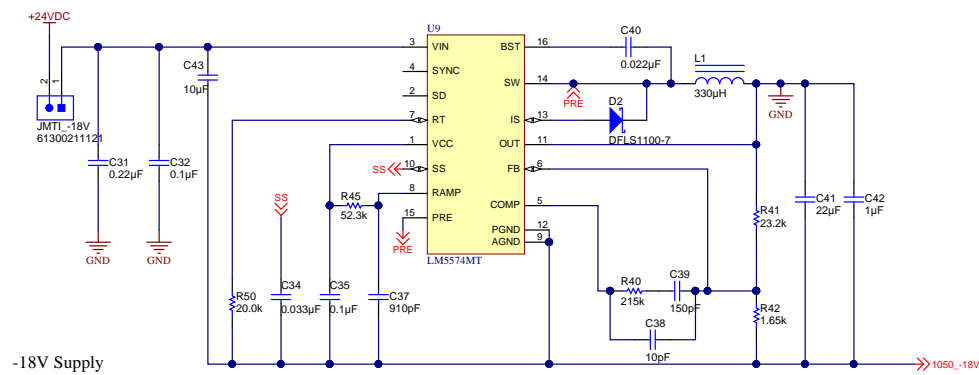 +24VDC
2
1
JMTI_-18V
61300211121
C31
0.22µF
GND
C32
0.1µF
GND
C43
10µF
U9
3
VIN
4
SYNC
2
SD
7
RT
1
VCC
10
SS
8
RAMP
15
PRE
BST
16
SW
14
IS
13
OUT
11
FB
6
COMP
5
PGND
12
AGND
9
LM5574MT
SS
PRE
SS
R45
52.3k
R50
20.0k
C34
0.033µF
C35
0.1µF
C37
910pF
C40
0.022µF
PRE
L1
330µH
D2
DFLS1100-7
GND
R41
23.2k
C41
22µF
C42
1µF
R40
215k
C39
150pF
C38
10pF
R42
1.65k
-18V Supply
1050_-18V